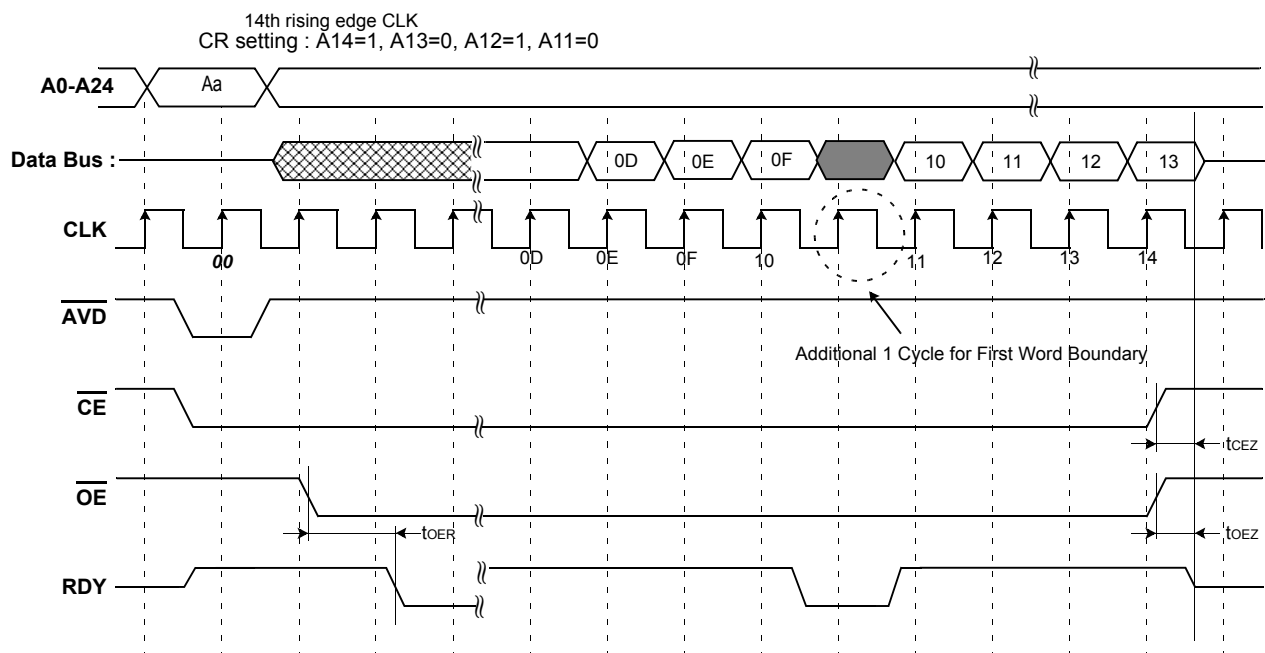 14th rising edge CLK
CR setting : A14=1, A13=0, A12=1, A11=0
A0-A24
Aa
Data Bus :
0D 0E 0F 10 11 12 13
CLK
00 0D 0E 0F 10 11 12 13 14
AVD
Additional 1 Cycle for First Word Boundary
CE
tCEZ
OE
tOER
tOEZ
RDY